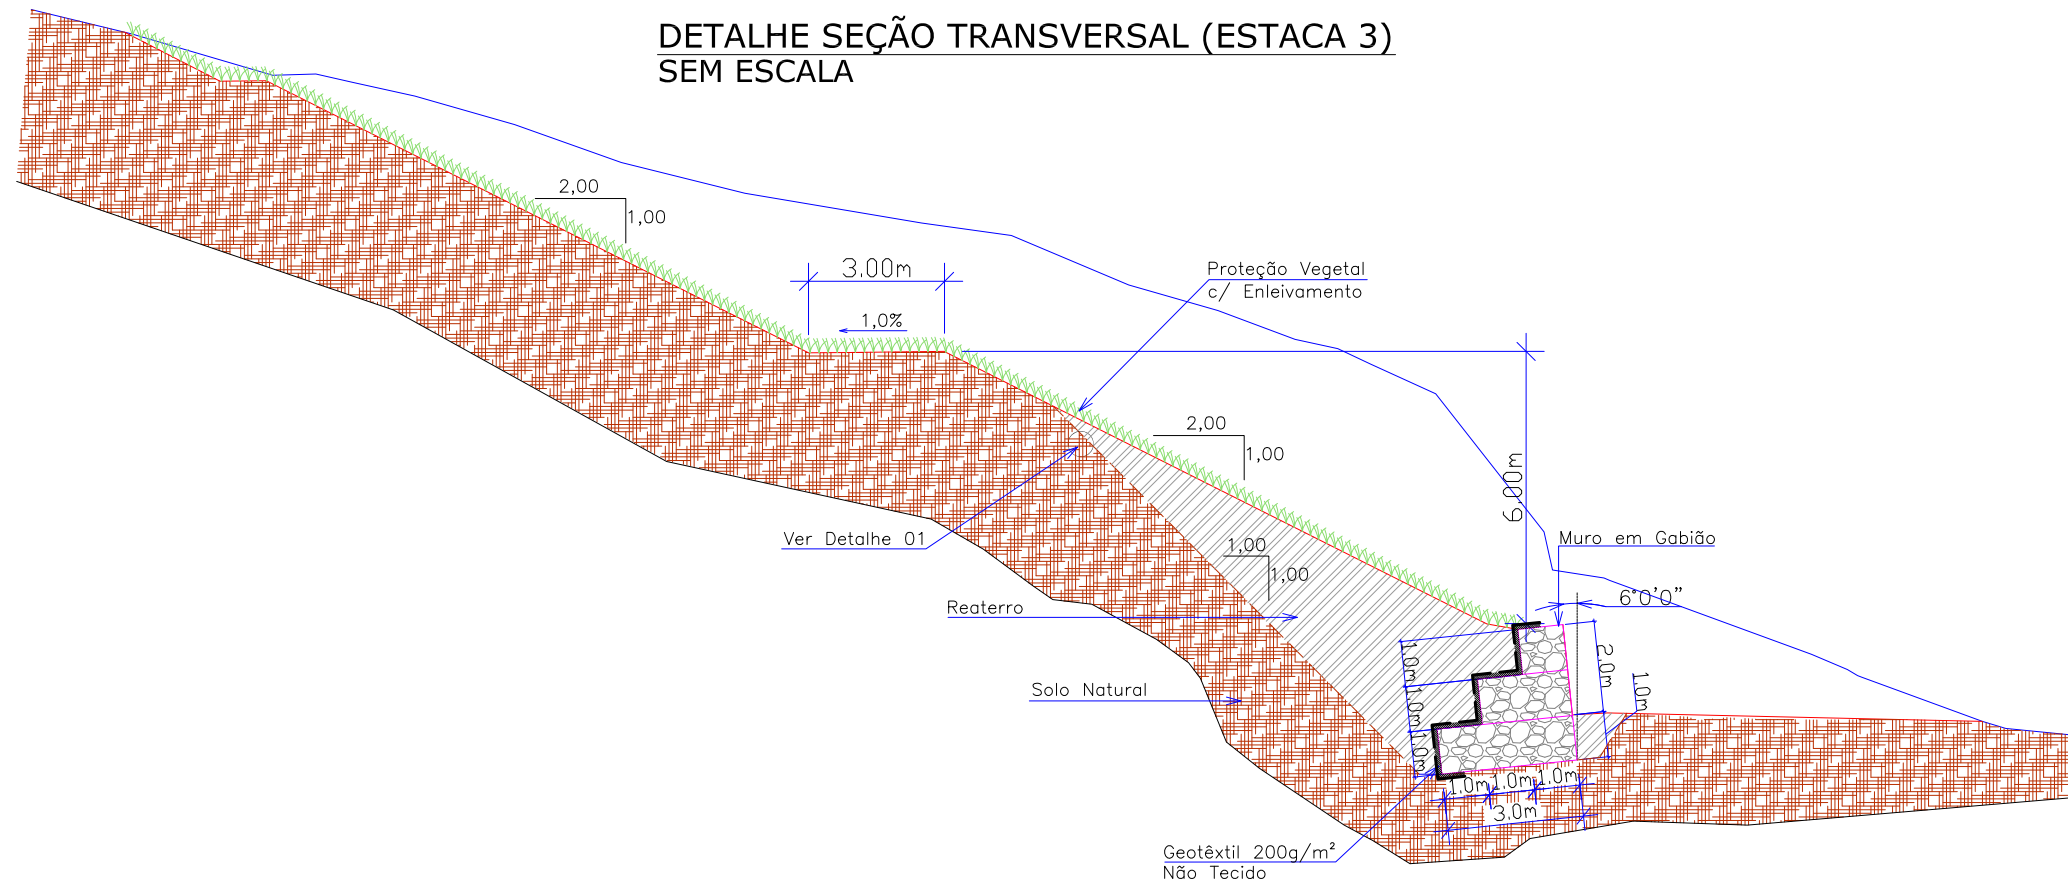 DETALHE SEÇÃO TRANSVERSAL (ESTACA 3)
SEM ESCALA
2,00
1,00
3.00m
1,0%
Proteção Vegetal
c/ Enleivamento
2,00
1,00
6.00m
Ver Detalhe 01
Muro em Gabião
1,00
1,00
6°0'0"
Reaterro
1.0m
2.0m
1.0m
1.0m
1.0m
Solo Natural
1.0m
1.0m
1.0m
3.0m
Geotêxtil 200g/m²
Não Tecido